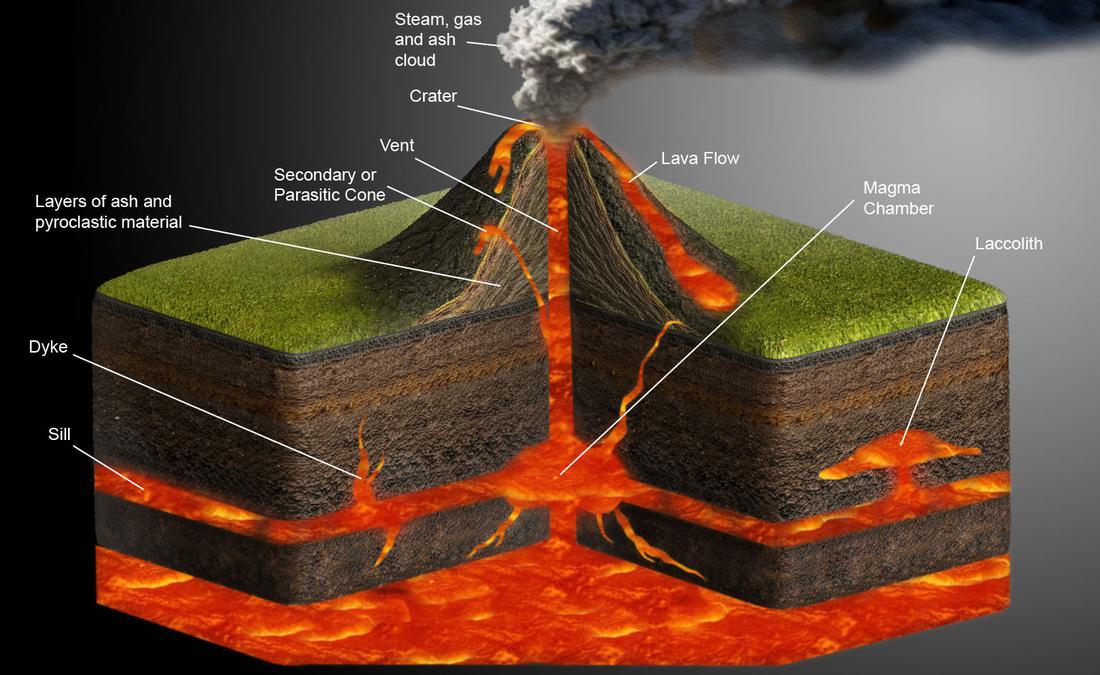 Steam, gas
and ash
cloud
Crater
Vent
Lava Flow
Secondary or
Parasitic Cone
Magma
Chamber
Layers of ash and
pyroclastic material
Laccolith
Dyke
Sill